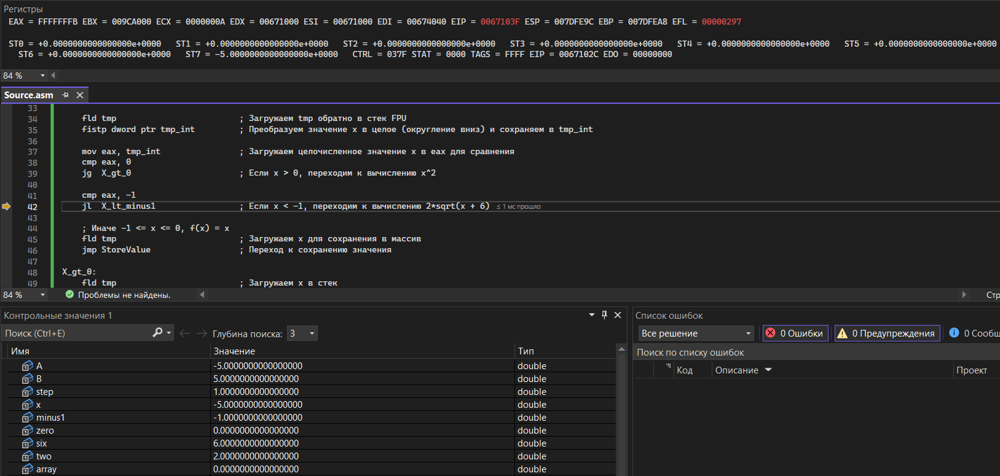 Регистры
EAX = FFFFFFFB EBX = 009CA000 ECX = 0000000A EDX = 00671000 ESI = 00671000 EDI = 00674040 EIP = 0067103F ESP = 007DFE9C EBP = 007DFEA8 EFL = 00000297
ST0 = +0.0000000000000000e+0000 ST1 = +0.0000000000000000e+0000 ST2 = +0.0000000000000000e+0000 ST3 = +0.0000000000000000e+0000 ST4 = +0.0000000000000000e+0000 ST5 = +0.0000000000000000e+0000
ST6 = +0.0000000000000000e+0000 ST7 = -5.0000000000000000e+0000 CTRL = 037F STAT = 0000 TAGS = FFFF EIP = 0067102C EDO = 00000000
84 %
Source.asm
33
34 fld tmp ; Загружаем tmp обратно в стек FPU
35 fistp dword ptr tmp_int ; Преобразуем значение x в целое (округление вниз) и сохраняем в tmp_int
36
37 mov eax, tmp_int ; Загружаем целочисленное значение x в eax для сравнения
38 cmp eax, 0
39 jg X_gt_0 ; Если x > 0, переходим к вычислению x^2
40
41 cmp eax, -1
42 jl X_lt_minus1 ; Если x < -1, переходим к вычислению 2*sqrt(x + 6) ≤ 1 мс прошло
43
44 ; Иначе -1 <= x <= 0, f(x) = x
45 fld tmp ; Загружаем x для сохранения в массив
46 jmp StoreValue ; Переход к сохранению значения
47
48 X_gt_0:
49 fld tmp ; Загружаем x в стек
84 % Проблемы не найдены. Стр
Контрольные значения 1
Поиск (Ctrl+E) Глубина поиска: 3
Имя Значение Тип
A -5.0000000000000000 double
B 5.0000000000000000 double
step 1.0000000000000000 double
x -5.0000000000000000 double
minus1 -1.0000000000000000 double
zero 0.0000000000000000 double
six 6.0000000000000000 double
two 2.0000000000000000 double
array 0.0000000000000000 double
Список ошибок
Все решение 0 Ошибки 0 Предупреждения 0 Сообщ
Поиск по списку ошибок
Код Описание Проект